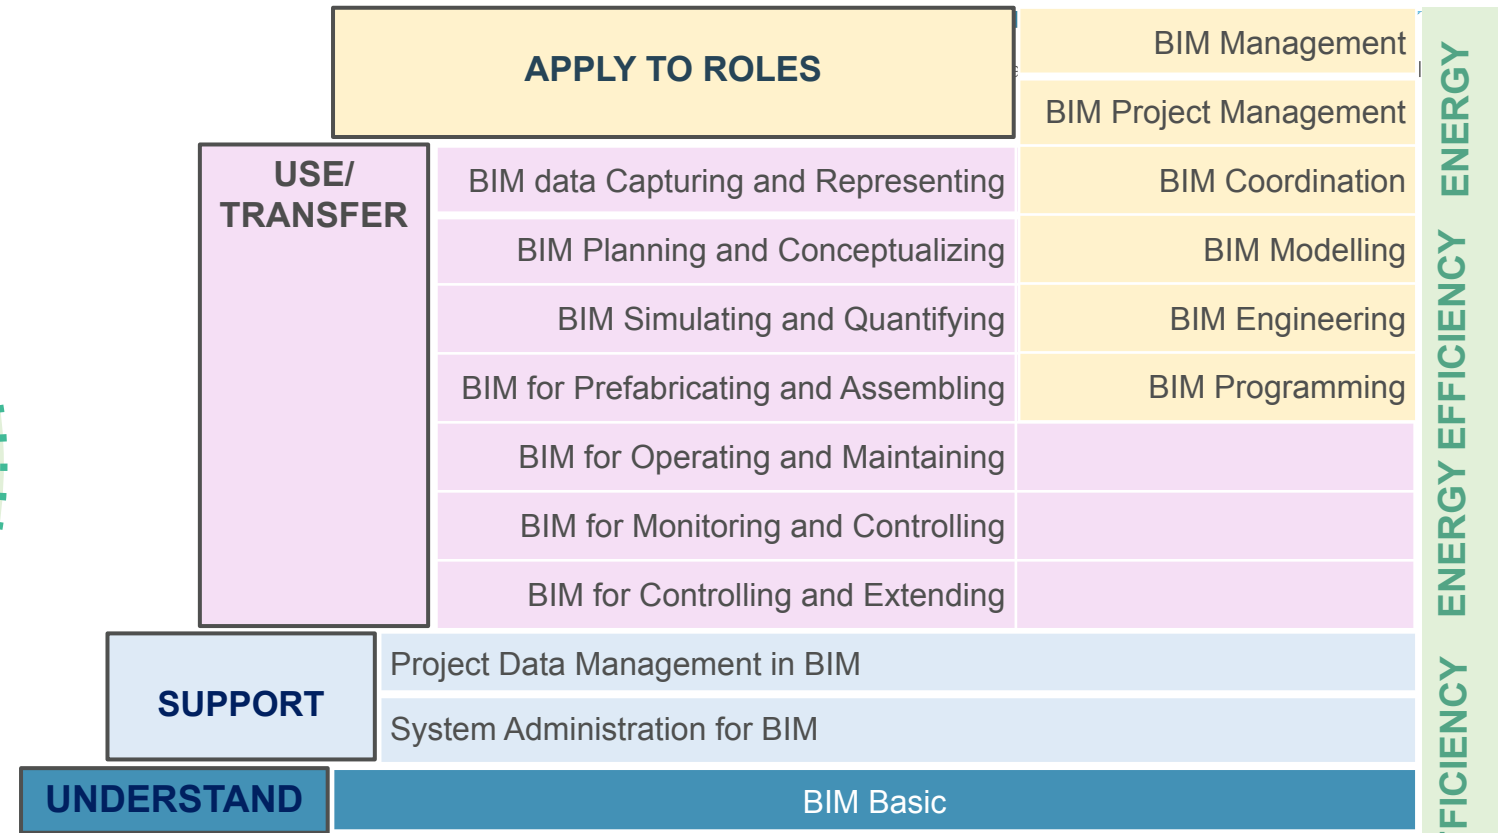 APPLY TO ROLES
BIM Management
BIM Project Management
USE/
TRANSFER
BIM data Capturing and Representing
BIM Coordination
BIM Planning and Conceptualizing
BIM Modelling
BIM Simulating and Quantifying
BIM Engineering
BIM for Prefabricating and Assembling
BIM Programming
BIM for Operating and Maintaining
BIM for Monitoring and Controlling
BIM for Controlling and Extending
SUPPORT
Project Data Management in BIM
System Administration for BIM
UNDERSTAND
BIM Basic
ENERGY EFFICIENCY ENERGY